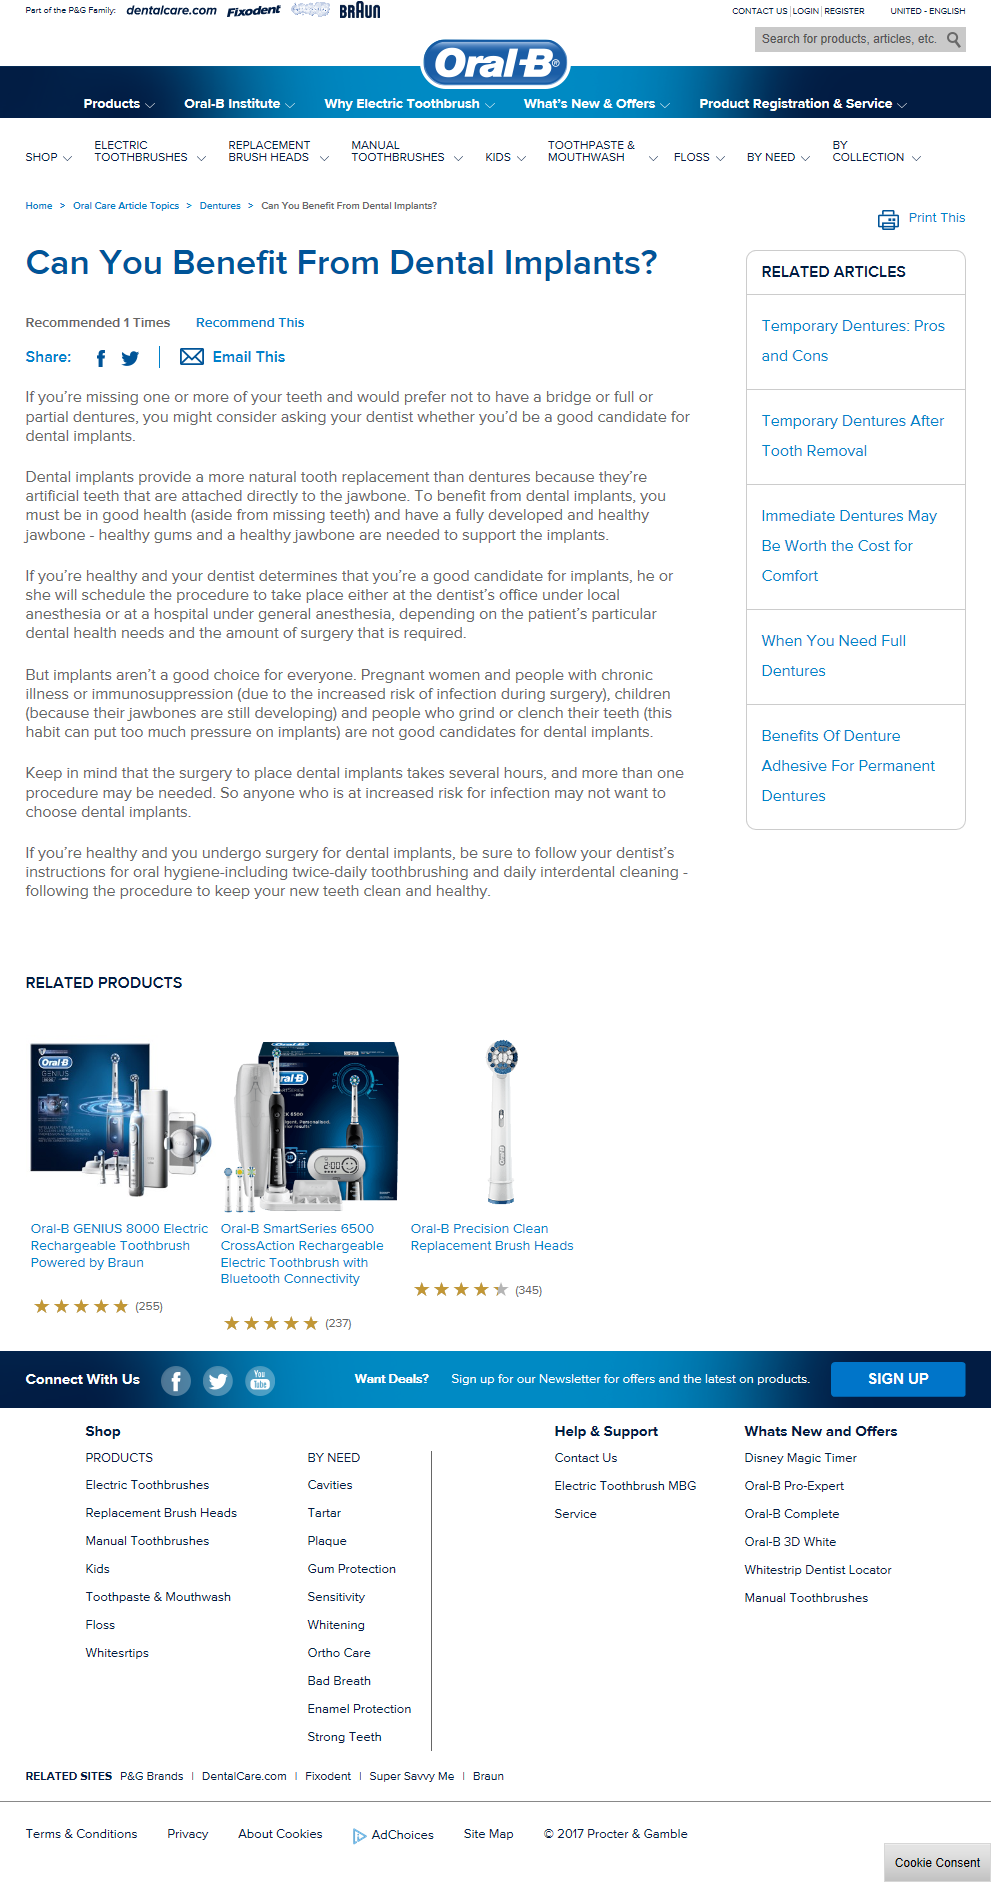 Part of the P&G Family:
dentalcare.com
Fixodent
BRAUN
CONTACT US | LOGIN | REGISTER
UNITED - ENGLISH
Search for products, articles, etc.
Oral-B®
Products
Oral-B Institute
Why Electric Toothbrush
What's New & Offers
Product Registration & Service
SHOP
ELECTRIC
TOOTHBRUSHES
REPLACEMENT
BRUSH HEADS
MANUAL
TOOTHBRUSHES
KIDS
TOOTHPASTE &
MOUTHWASH
FLOSS
BY NEED
BY
COLLECTION
Home > Oral Care Article Topics > Dentures > Can You Benefit From Dental Implants?
Print This
Can You Benefit From Dental Implants?
Recommended 1 Times
Recommend This
Share:
Email This
If you're missing one or more of your teeth and would prefer not to have a bridge or full or
partial dentures, you might consider asking your dentist whether you'd be a good candidate for
dental implants.
Dental implants provide a more natural tooth replacement than dentures because they're
artificial teeth that are attached directly to the jawbone. To benefit from dental implants, you
must be in good health (aside from missing teeth) and have a fully developed and healthy
jawbone - healthy gums and a healthy jawbone are needed to support the implants.
If you're healthy and your dentist determines that you're a good candidate for implants, he or
she will schedule the procedure to take place either at the dentist's office under local
anesthesia or at a hospital under general anesthesia, depending on the patient's particular
dental health needs and the amount of surgery that is required.
But implants aren't a good choice for everyone. Pregnant women and people with chronic
illness or immunosuppression (due to the increased risk of infection during surgery), children
(because their jawbones are still developing) and people who grind or clench their teeth (this
habit can put too much pressure on implants) are not good candidates for dental implants.
Keep in mind that the surgery to place dental implants takes several hours, and more than one
procedure may be needed. So anyone who is at increased risk for infection may not want to
choose dental implants.
If you're healthy and you undergo surgery for dental implants, be sure to follow your dentist's
instructions for oral hygiene-including twice-daily toothbrushing and daily interdental cleaning -
following the procedure to keep your new teeth clean and healthy.
RELATED ARTICLES
Temporary Dentures: Pros
and Cons
Temporary Dentures After
Tooth Removal
Immediate Dentures May
Be Worth the Cost for
Comfort
When You Need Full
Dentures
Benefits Of Denture
Adhesive For Permanent
Dentures
RELATED PRODUCTS
Oral-B
GENIUS
2:00
Oral-B GENIUS 8000 Electric
Rechargeable Toothbrush
Powered by Braun
(255)
Oral-B SmartSeries 6500
CrossAction Rechargeable
Electric Toothbrush with
Bluetooth Connectivity
(237)
Oral-B Precision Clean
Replacement Brush Heads
(345)
Connect With Us
You
Tube
Want Deals?
Sign up for our Newsletter for offers and the latest on products.
SIGN UP
Shop
PRODUCTS
Electric Toothbrushes
Replacement Brush Heads
Manual Toothbrushes
Kids
Toothpaste & Mouthwash
Floss
Whitesrtips
BY NEED
Cavities
Tartar
Plaque
Gum Protection
Sensitivity
Whitening
Ortho Care
Bad Breath
Enamel Protection
Strong Teeth
Help & Support
Contact Us
Electric Toothbrush MBG
Service
Whats New and Offers
Disney Magic Timer
Oral-B Pro-Expert
Oral-B Complete
Oral-B 3D White
Whitestrip Dentist Locator
Manual Toothbrushes
RELATED SITES P&G Brands | DentalCare.com | Fixodent | Super Savvy Me | Braun
Terms & Conditions
Privacy
About Cookies
AdChoices
Site Map
© 2017 Procter & Gamble
Cookie Consent